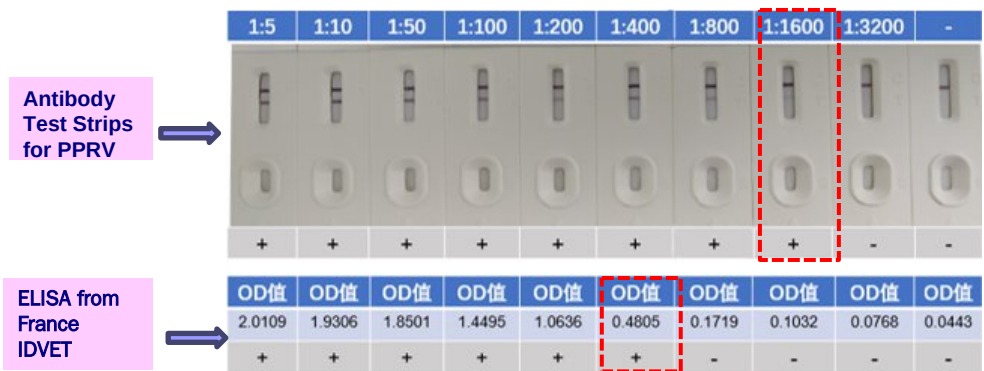 1:5 1:10 1:50 1:100 1:200 1:400 1:800 1:1600 1:3200 -
Antibody
Test Strips
for PPRV
+ + + + + + + + - -
ELISA from
France
IDVET
OD值 OD值 OD值 OD值 OD值 OD值 OD值 OD值 OD值 OD值
2.0109 1.9306 1.8501 1.4495 1.0636 0.4805 0.1719 0.1032 0.0768 0.0443
+ + + + + + - - - -